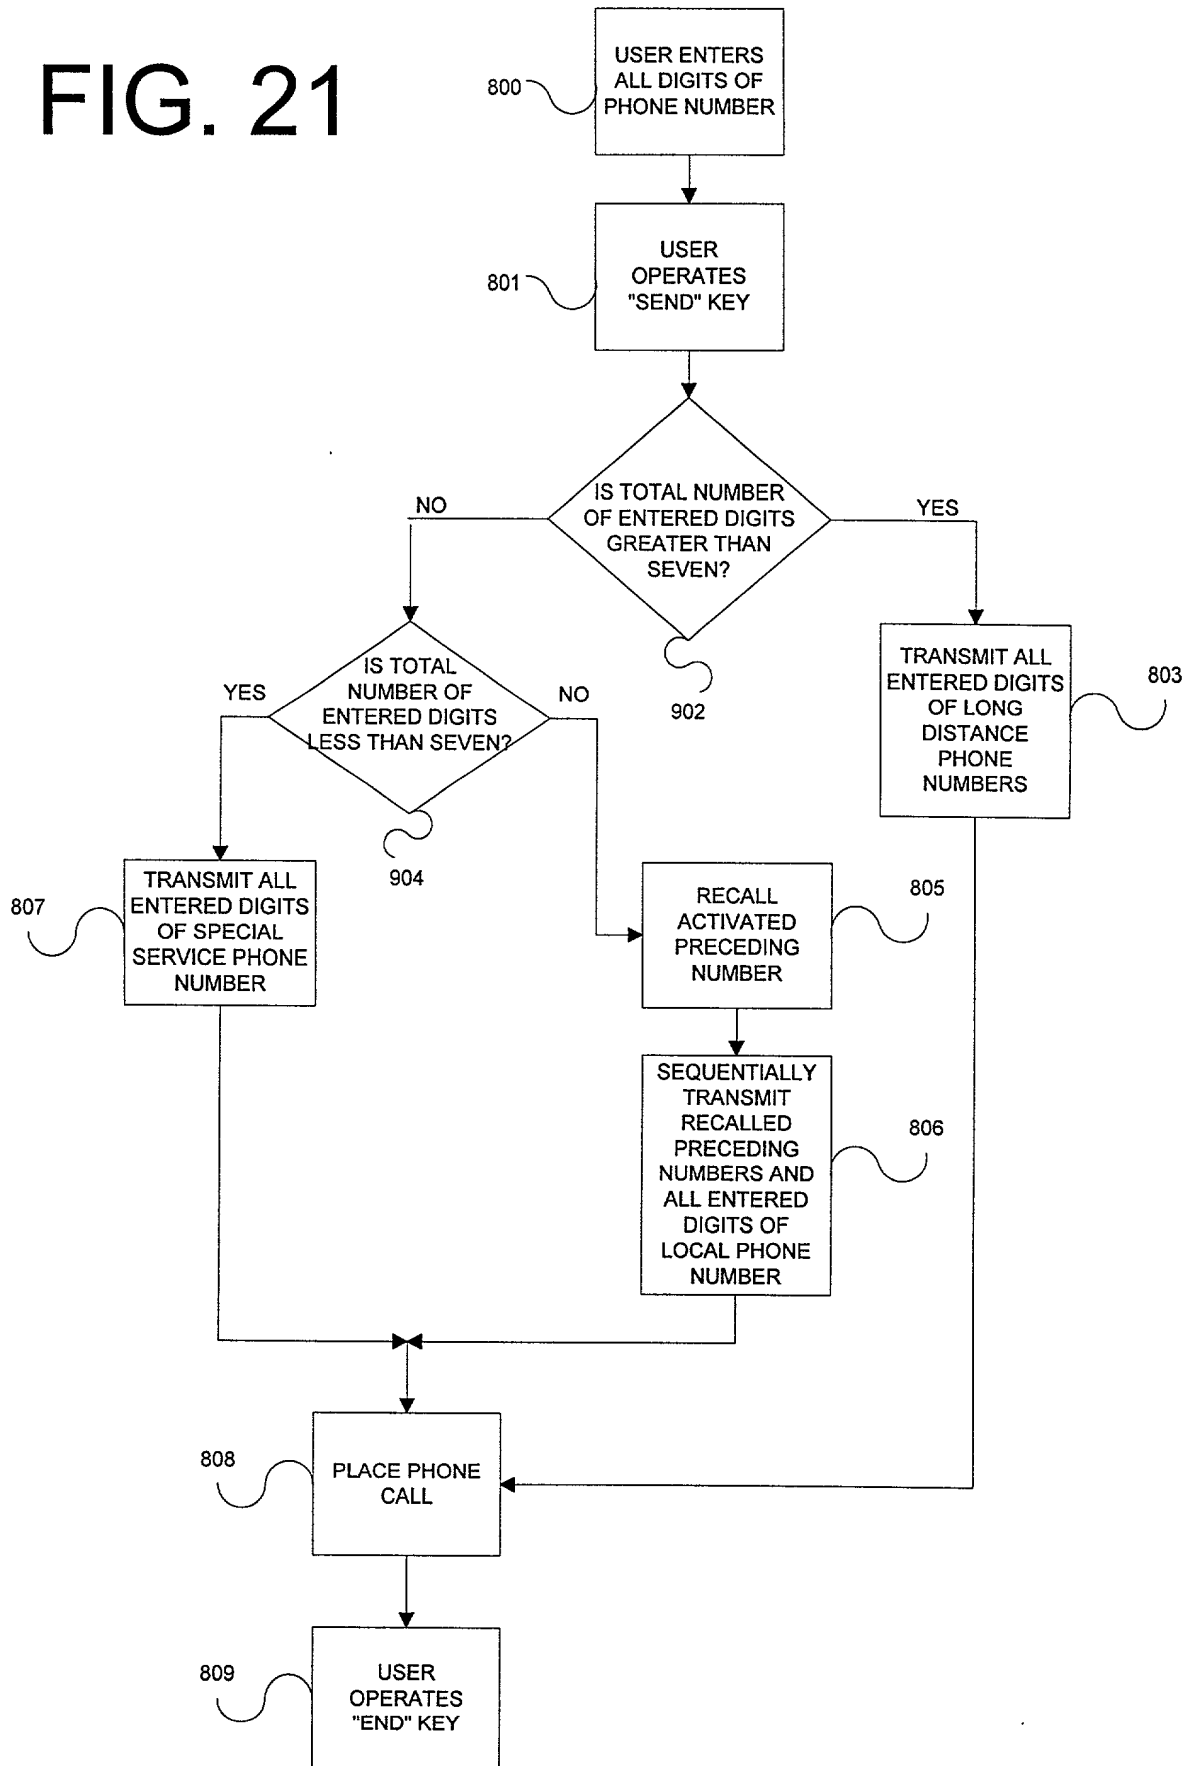 FIG. 21
800
USER ENTERS
ALL DIGITS OF
PHONE NUMBER
801
USER
OPERATES
"SEND" KEY
IS TOTAL NUMBER
OF ENTERED DIGITS
GREATER THAN
SEVEN?
NO
YES
902
IS TOTAL
NUMBER OF
ENTERED DIGITS
LESS THAN SEVEN?
YES
NO
904
TRANSMIT ALL
ENTERED DIGITS
OF LONG
DISTANCE
PHONE
NUMBERS
803
807
TRANSMIT ALL
ENTERED DIGITS
OF SPECIAL
SERVICE PHONE
NUMBER
RECALL
ACTIVATED
PRECEDING
NUMBER
805
SEQUENTIALLY
TRANSMIT
RECALLED
PRECEDING
NUMBERS AND
ALL ENTERED
DIGITS OF
LOCAL PHONE
NUMBER
806
808
PLACE PHONE
CALL
809
USER
OPERATES
"END" KEY